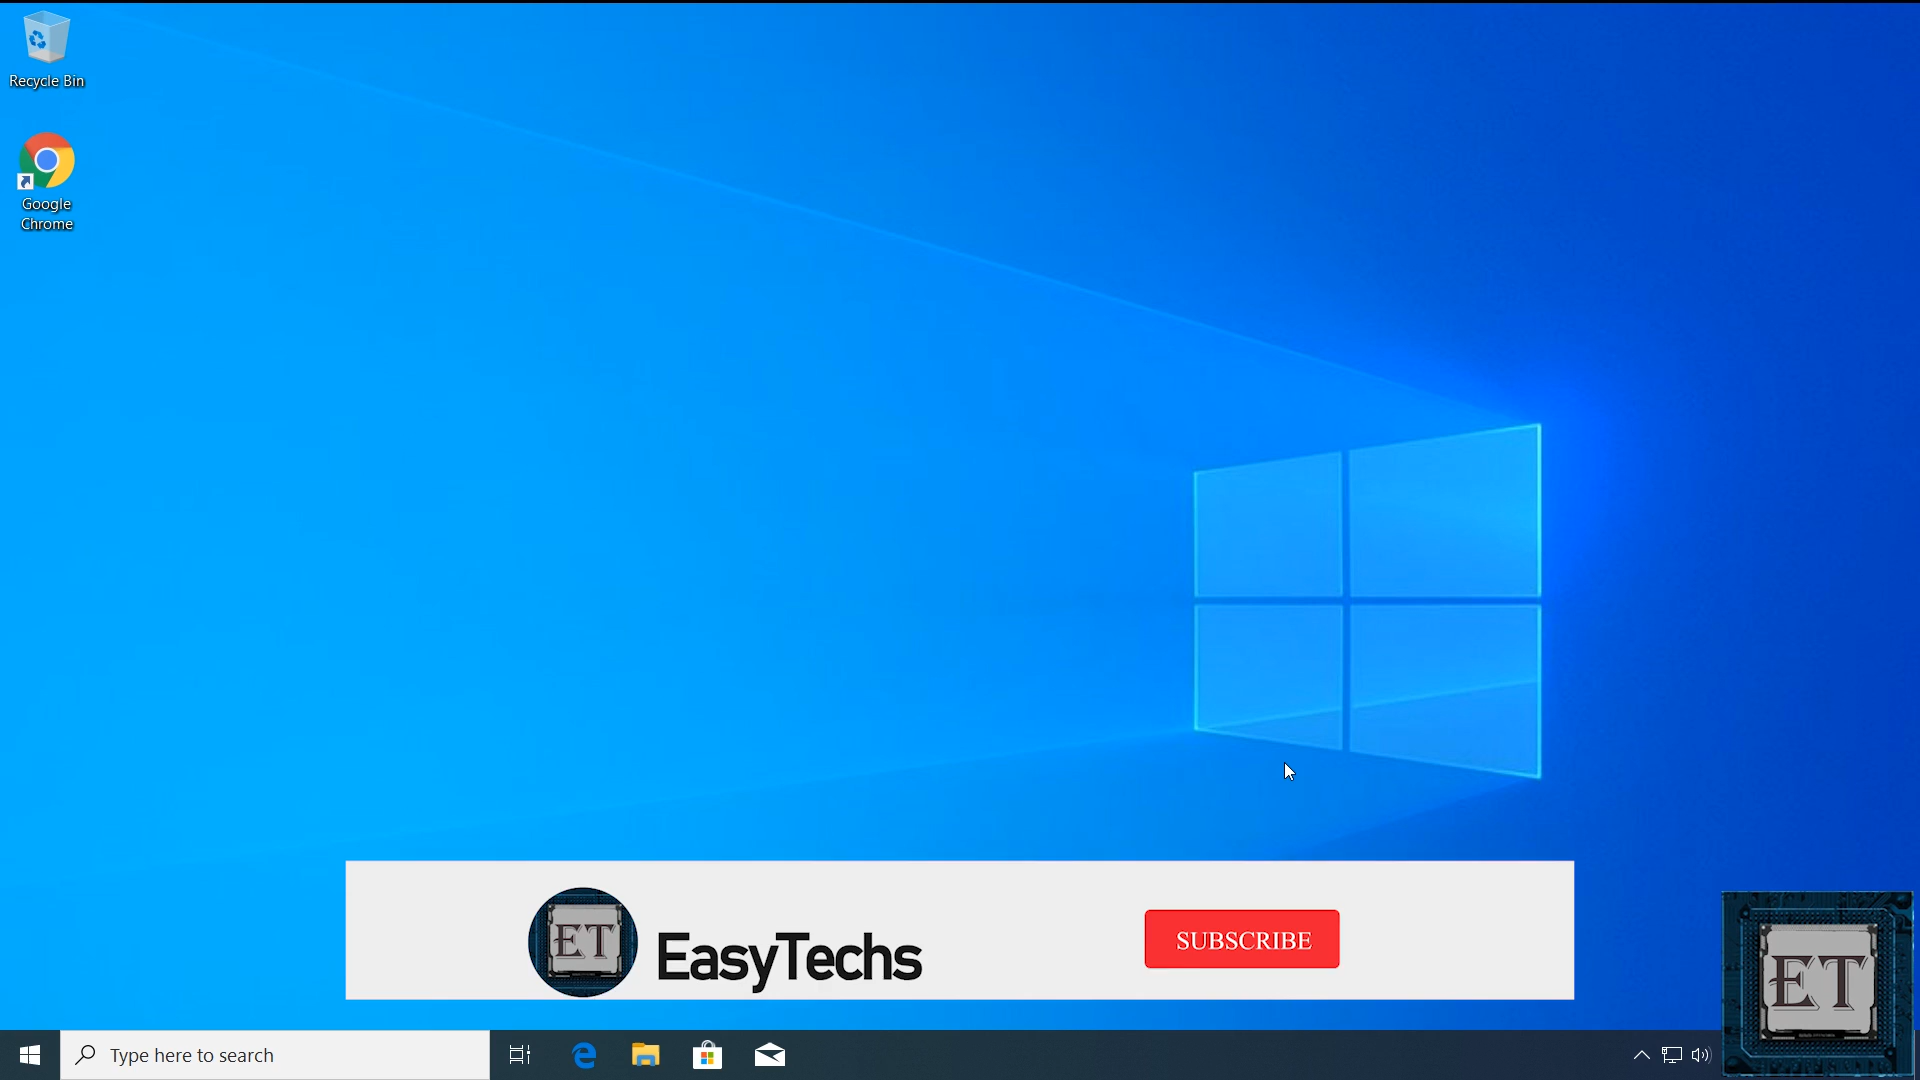 Recycle Bin
Google
Chrome
ET
EasyTechs
SUBSCRIBE
ET
Type here to search